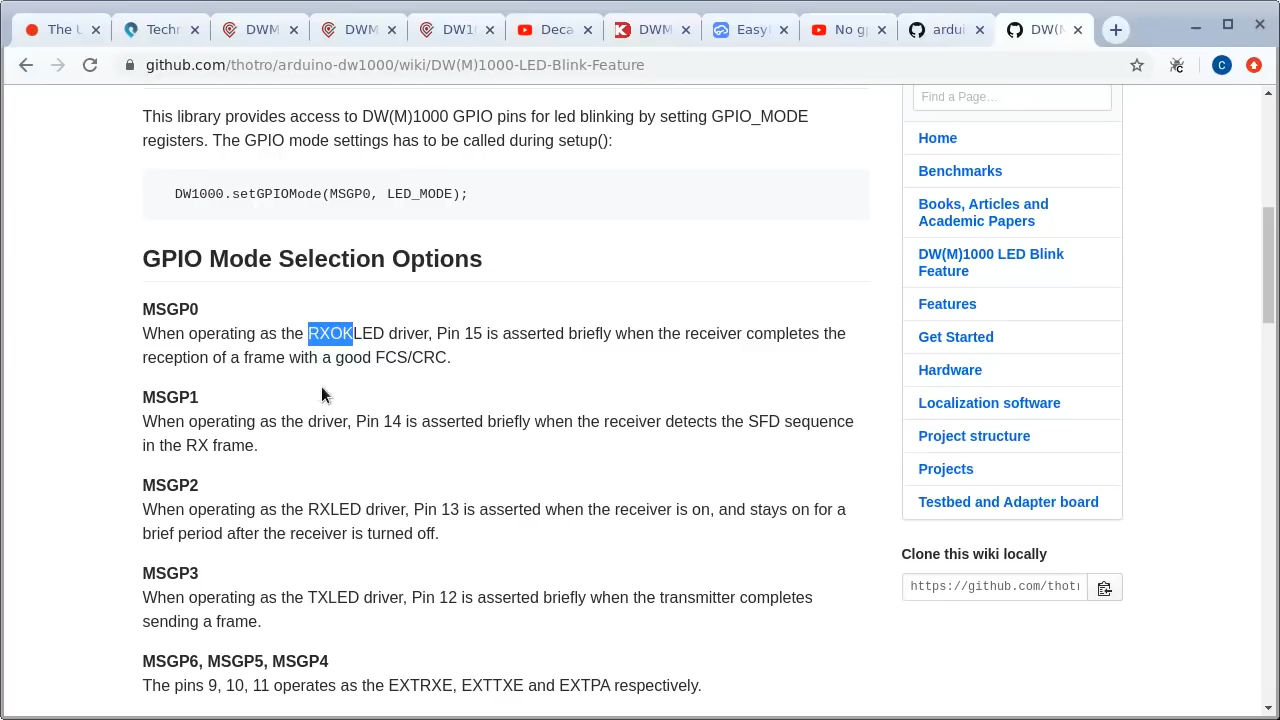 The U
Techr
DWM
DWM
DW1
Deca
DWM
Easy
No g
ardui
DW(
github.com/thotro/arduino-dw1000/wiki/DW(M)1000-LED-Blink-Feature
C
C
This library provides access to DW(M)1000 GPIO pins for led blinking by setting GPIO_MODE
registers. The GPIO mode settings has to be called during setup():
DW1000.setGPIOMode(MSGP0, LED_MODE);
GPIO Mode Selection Options
MSGP0
When operating as the RXOKLED driver, Pin 15 is asserted briefly when the receiver completes the
reception of a frame with a good FCS/CRC.
MSGP1
When operating as the driver, Pin 14 is asserted briefly when the receiver detects the SFD sequence
in the RX frame.
MSGP2
When operating as the RXLED driver, Pin 13 is asserted when the receiver is on, and stays on for a
brief period after the receiver is turned off.
MSGP3
When operating as the TXLED driver, Pin 12 is asserted briefly when the transmitter completes
sending a frame.
MSGP6, MSGP5, MSGP4
The pins 9, 10, 11 operates as the EXTRXE, EXTTXE and EXTPA respectively.
Find a Page…
Home
Benchmarks
Books, Articles and
Academic Papers
DW(M)1000 LED Blink
Feature
Features
Get Started
Hardware
Localization software
Project structure
Projects
Testbed and Adapter board
Clone this wiki locally
https://github.com/thot